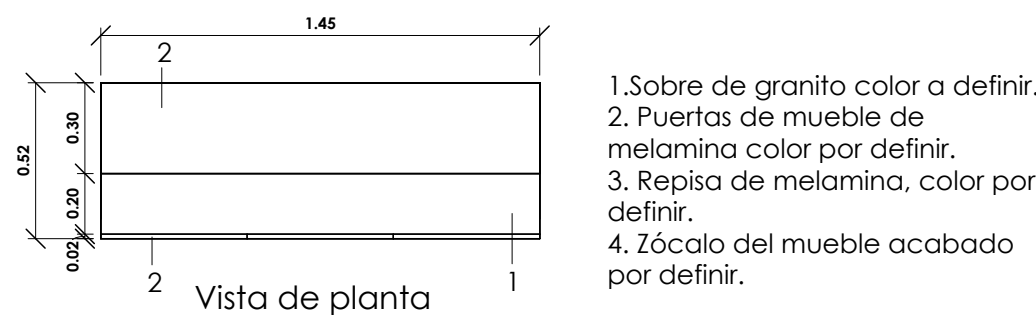 1.45
2
0.30
0.52
0.20
0.02
2
1
Vista de planta
1.Sobre de granito color a definir.
2. Puertas de mueble de
melamina color por definir.
3. Repisa de melamina, color por
definir.
4. Zócalo del mueble acabado
por definir.